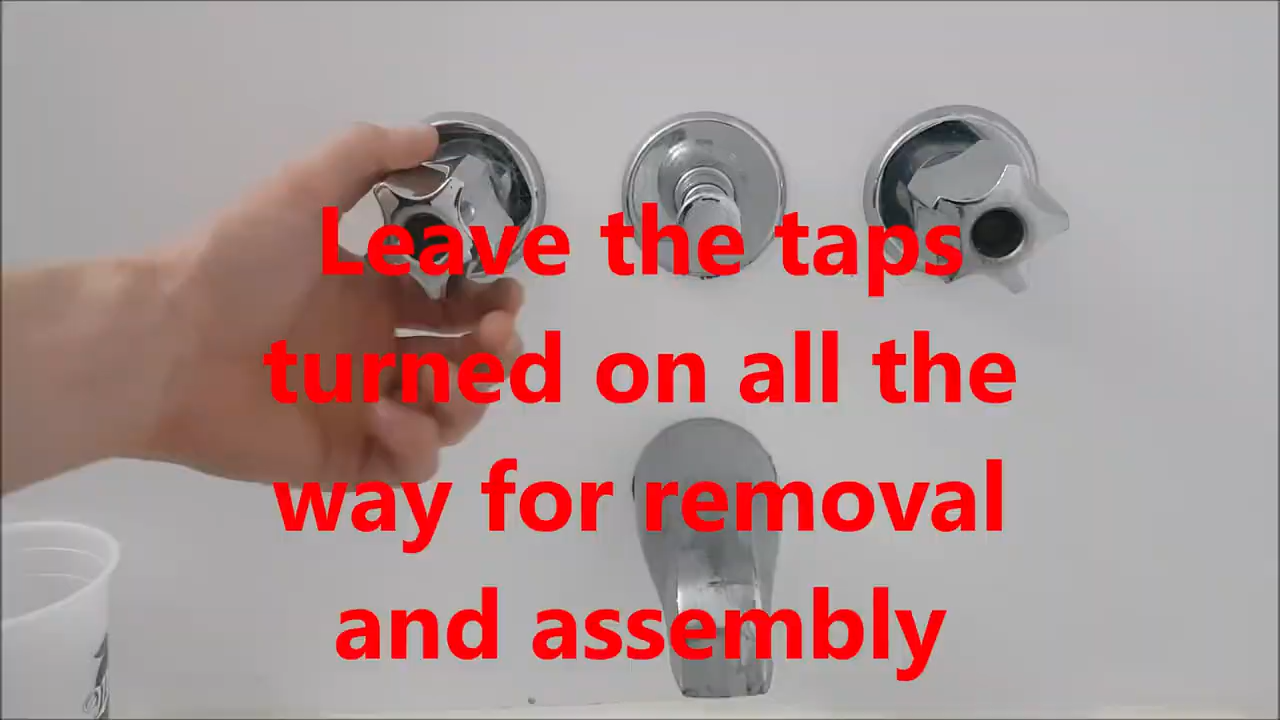 Leave the taps
turned on all the
way for removal
and assembly